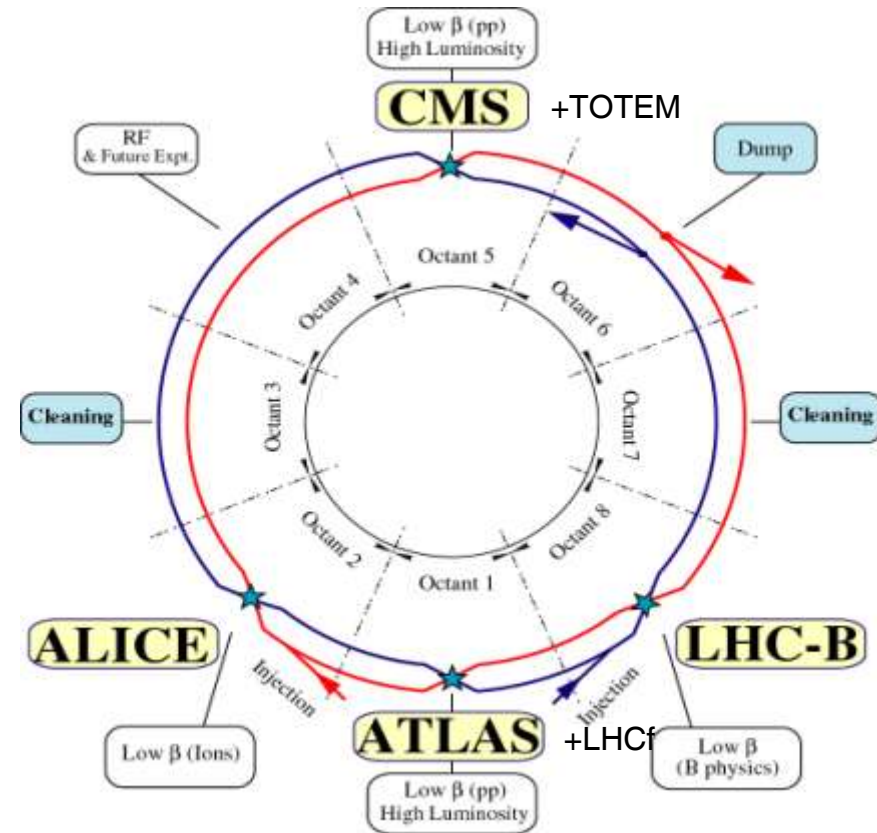 Low β (pp)
High Luminosity
CMS
+TOTEM
RF
& Future Expt.
Dump
Octant 5
Octant 4
Octant 6
Cleaning
Octant 3
Octant 7
Cleaning
Octant 2
Octant 8
Octant 1
ALICE
LHC-B
Injection
Injection
ATLAS
+LHCf
Low β (Ions)
Low β
(B physics)
Low β (pp)
High Luminosity